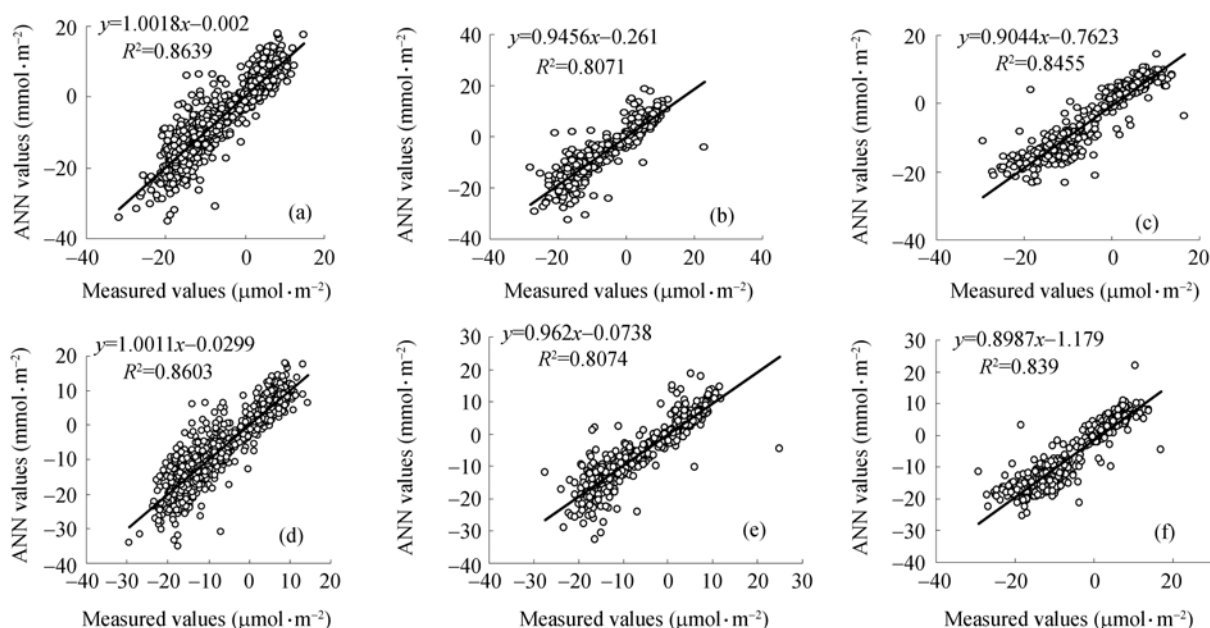 y=1.0018x−0.002
R²=0.8639
20
0
−20
−40
−40
−20
0
20
ANN values (mmol·m⁻²)
Measured values (μmol·m⁻²)
(a)
y=0.9456x−0.261
R²=0.8071
40
20
0
−20
−40
−40
−20
0
20
40
ANN values (mmol·m⁻²)
Measured values (μmol·m⁻²)
(b)
y=0.9044x−0.7623
R²=0.8455
20
0
−20
−40
−40
−30
−20
−10
0
10
20
ANN values (mmol·m⁻²)
Measured values (μmol·m⁻²)
(c)
y=1.0011x−0.0299
R²=0.8603
20
10
0
−10
−20
−30
−40
−30
−20
−10
0
10
20
ANN values (mmol·m⁻²)
Measured values (μmol·m⁻²)
(d)
y=0.962x−0.0738
R²=0.8074
30
20
10
0
−10
−20
−30
−40
−40
−30
−20
−10
0
10
20
30
ANN values (mmol·m⁻²)
Measured values (μmol·m⁻²)
(e)
y=0.8987x−1.179
R²=0.839
30
20
10
0
−10
−20
−30
−40
−40
−20
0
20
ANN values (mmol·m⁻²)
Measured values (μmol·m⁻²)
(f)